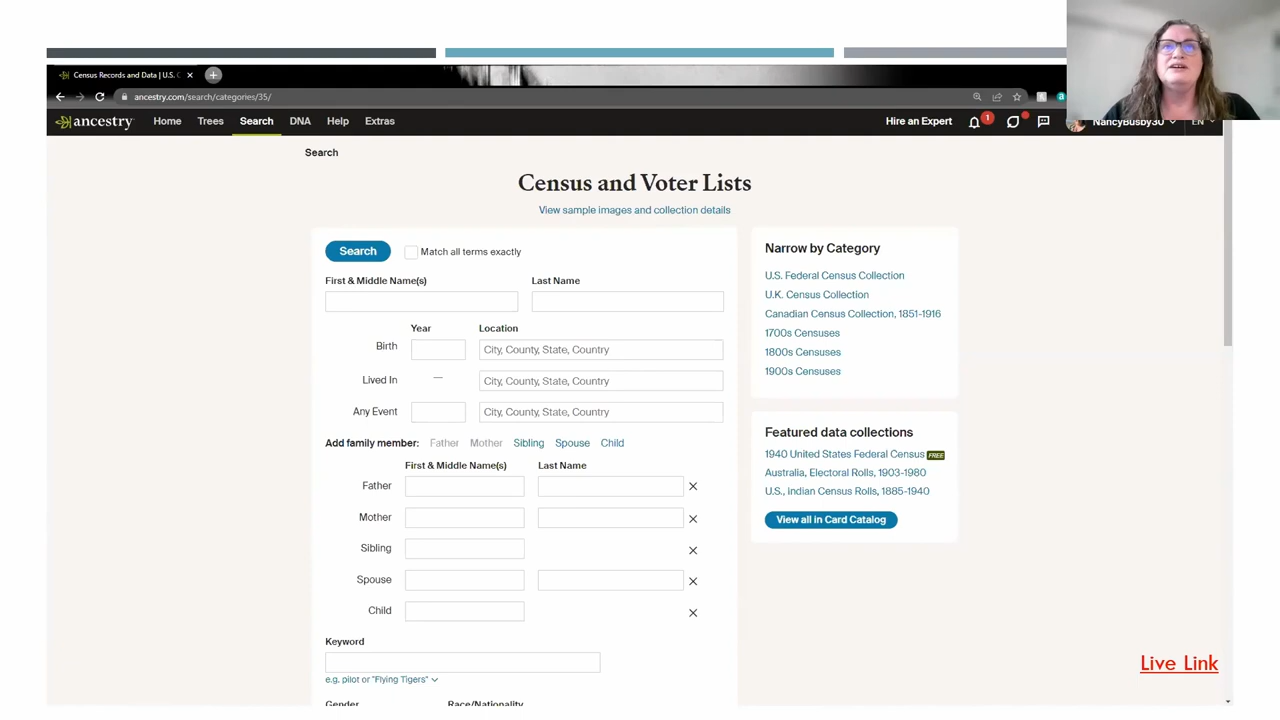 Census Records and Data | U.S. C
ancestry.com/search/categories/35/
ancestry Home Trees Search DNA Help Extras Hire an Expert 1 NancyBusby30 EN
Search
Census and Voter Lists
View sample images and collection details
Search Match all terms exactly
First & Middle Name(s) Last Name
Year Location
Birth City, County, State, Country
Lived In — City, County, State, Country
Any Event City, County, State, Country
Add family member: Father Mother Sibling Spouse Child
First & Middle Name(s) Last Name
Father
Mother
Sibling
Spouse
Child
Keyword
e.g. pilot or "Flying Tigers"
Gender Race/Nationality
Narrow by Category
U.S. Federal Census Collection
U.K. Census Collection
Canadian Census Collection, 1851-1916
1700s Censuses
1800s Censuses
1900s Censuses
Featured data collections
1940 United States Federal Census FREE
Australia, Electoral Rolls, 1903-1980
U.S., Indian Census Rolls, 1885-1940
View all in Card Catalog
Live Link